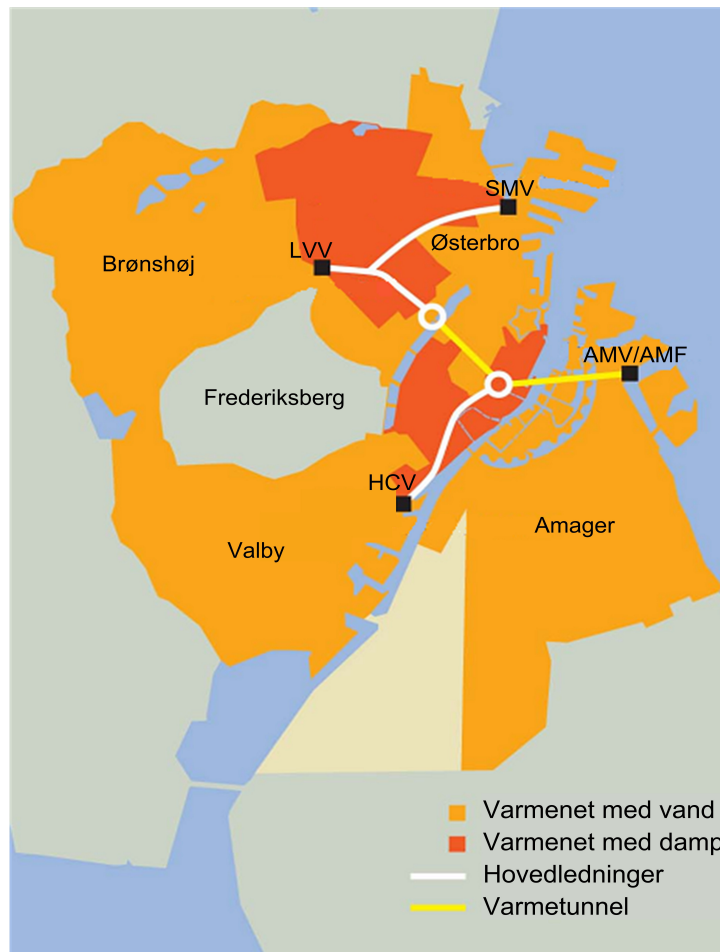 SMV
Østerbro
LVV
Brønshøj
AMV/AMF
Frederiksberg
HCV
Amager
Valby
Varmenet med vand
Varmenet med damp
Hovedledninger
Varmetunnel